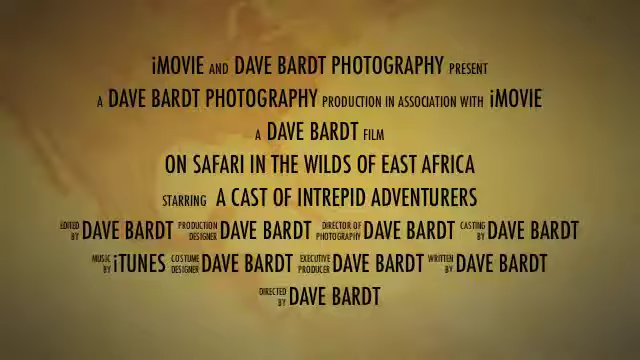 iMOVIE AND DAVE BARDT PHOTOGRAPHY PRESENT
A DAVE BARDT PHOTOGRAPHY PRODUCTION IN ASSOCIATION WITH iMOVIE
A DAVE BARDT FILM
ON SAFARI IN THE WILDS OF EAST AFRICA
STARRING A CAST OF INTREPID ADVENTURERS
EDITED BY DAVE BARDT PRODUCTION DESIGNER DAVE BARDT DIRECTOR OF PHOTOGRAPHY DAVE BARDT CASTING BY DAVE BARDT
MUSIC BY iTUNES COSTUME DESIGNER DAVE BARDT EXECUTIVE PRODUCER DAVE BARDT WRITTEN BY DAVE BARDT
DIRECTED BY DAVE BARDT